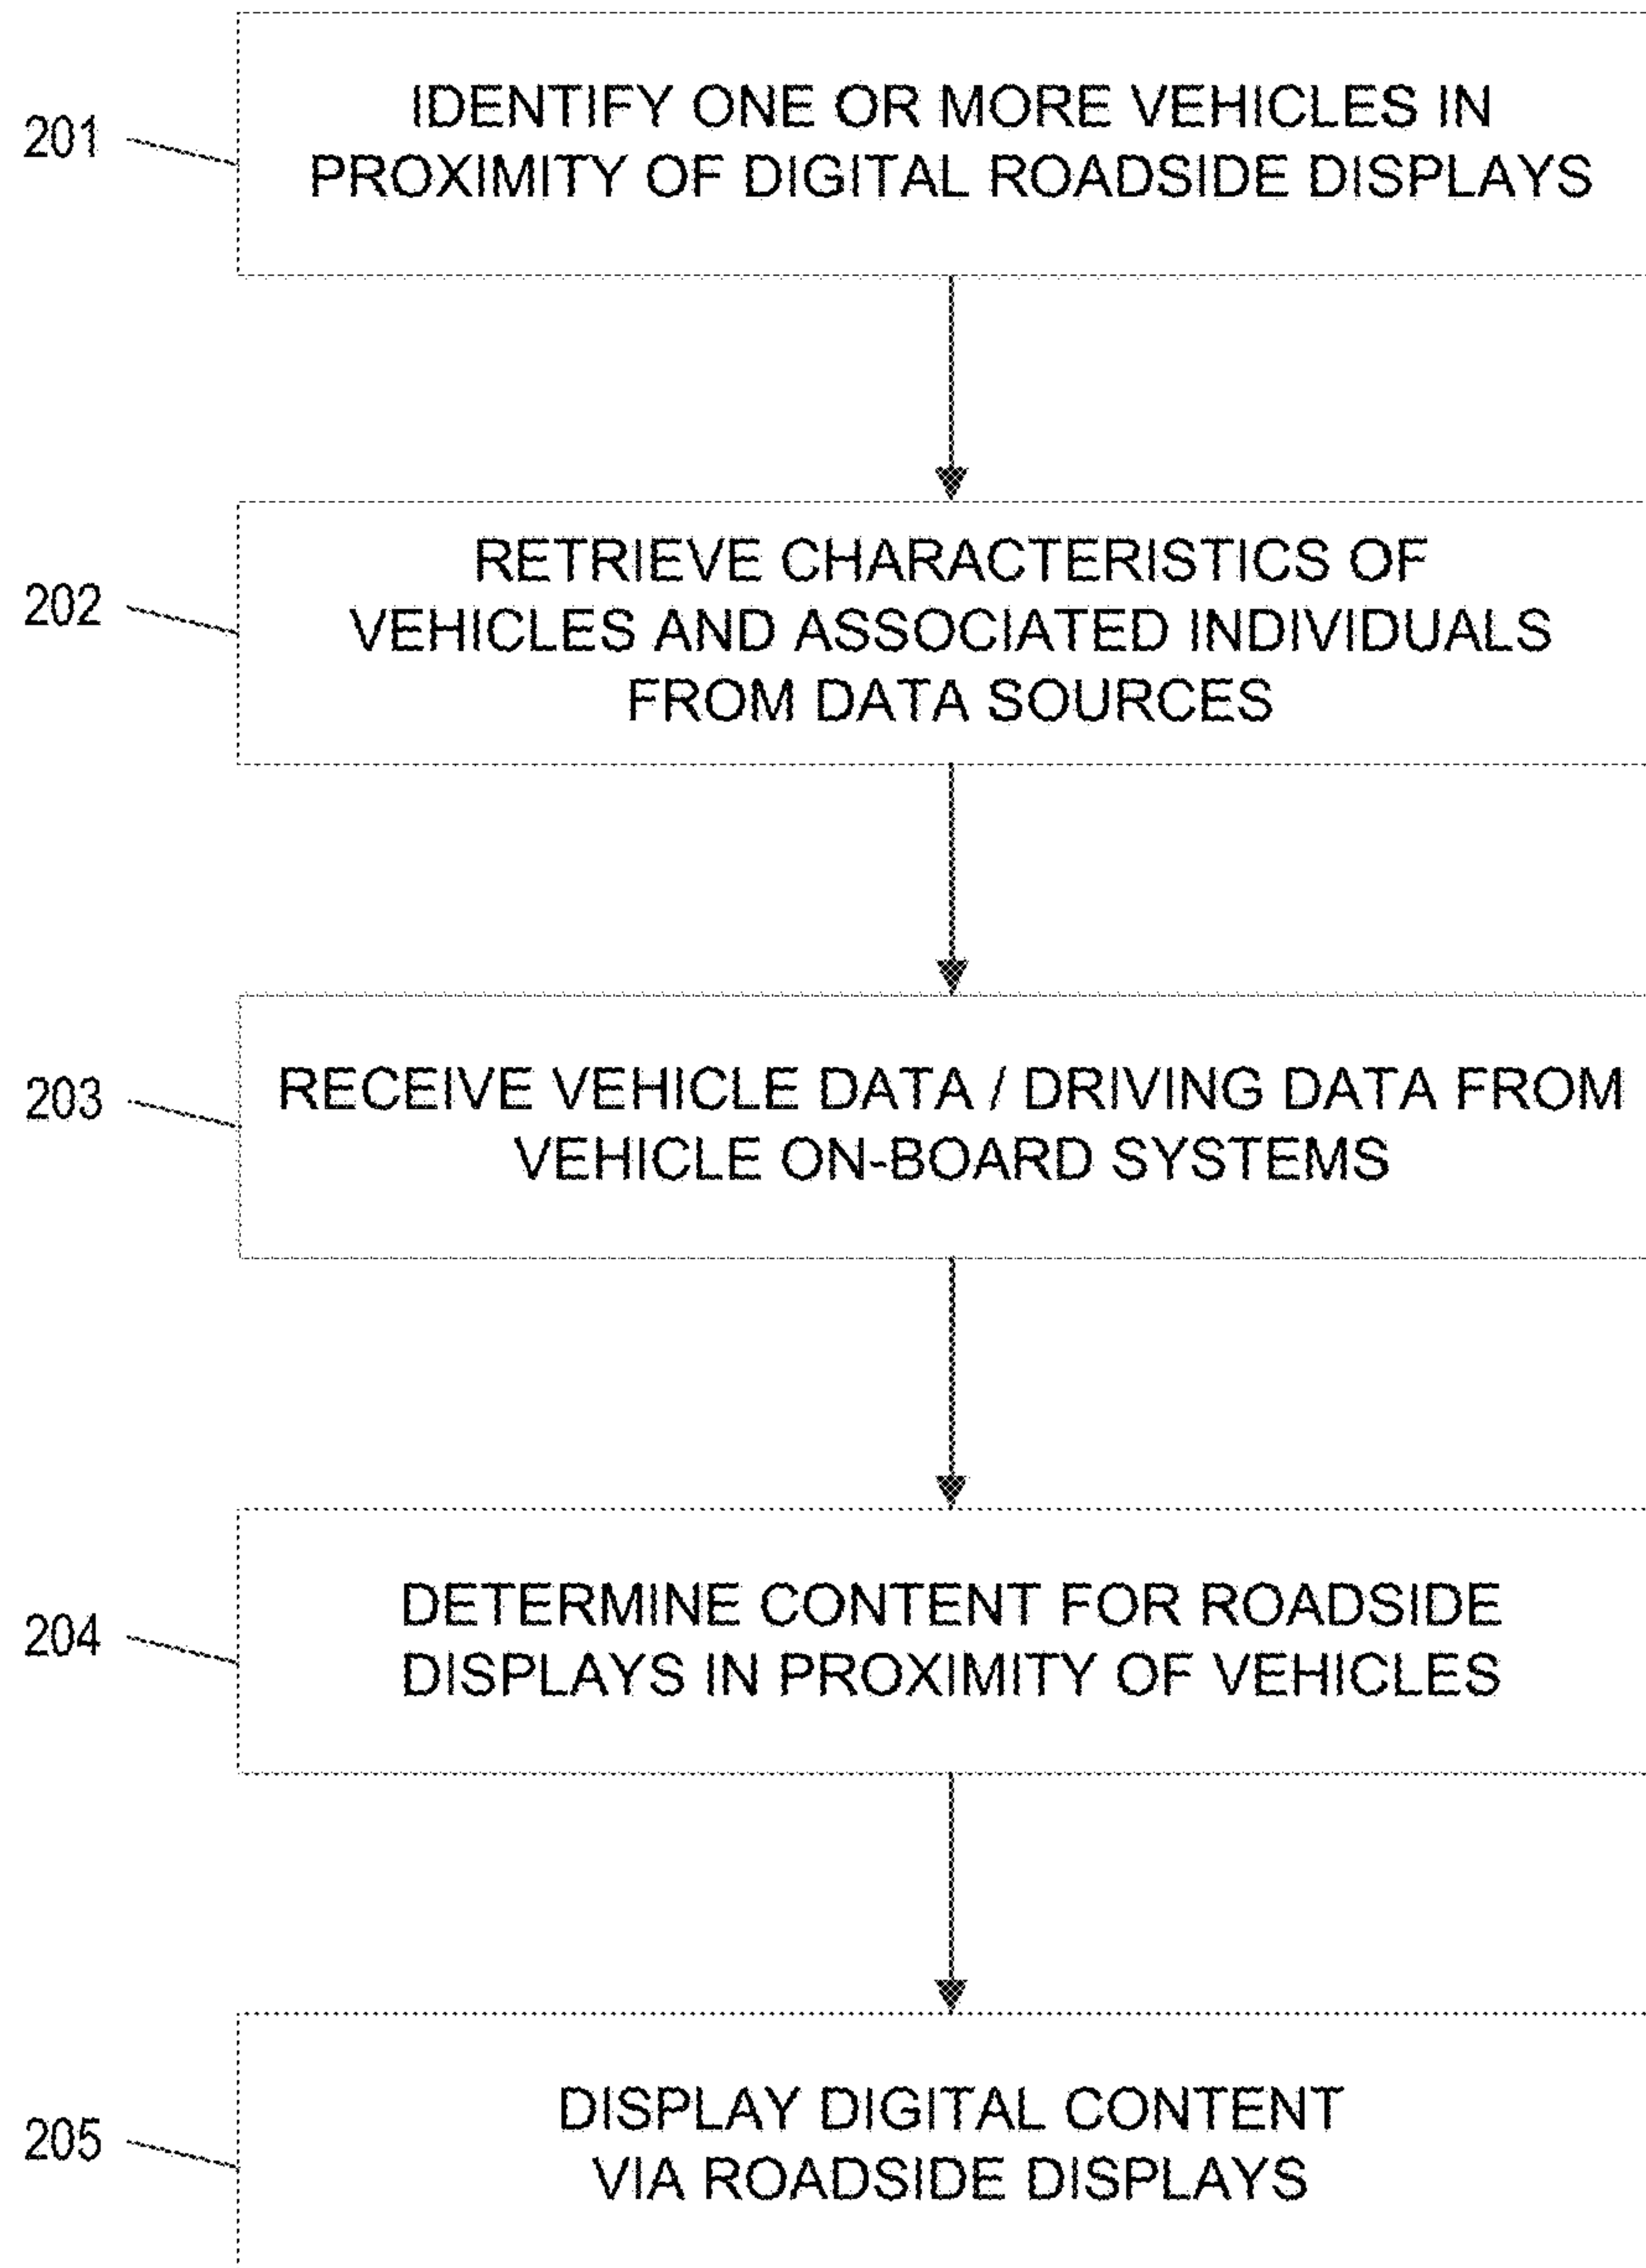 201
IDENTIFY ONE OR MORE VEHICLES IN
PROXIMITY OF DIGITAL ROADSIDE DISPLAYS
202
RETRIEVE CHARACTERISTICS OF
VEHICLES AND ASSOCIATED INDIVIDUALS
FROM DATA SOURCES
203
RECEIVE VEHICLE DATA / DRIVING DATA FROM
VEHICLE ON-BOARD SYSTEMS
204
DETERMINE CONTENT FOR ROADSIDE
DISPLAYS IN PROXIMITY OF VEHICLES
205
DISPLAY DIGITAL CONTENT
VIA ROADSIDE DISPLAYS